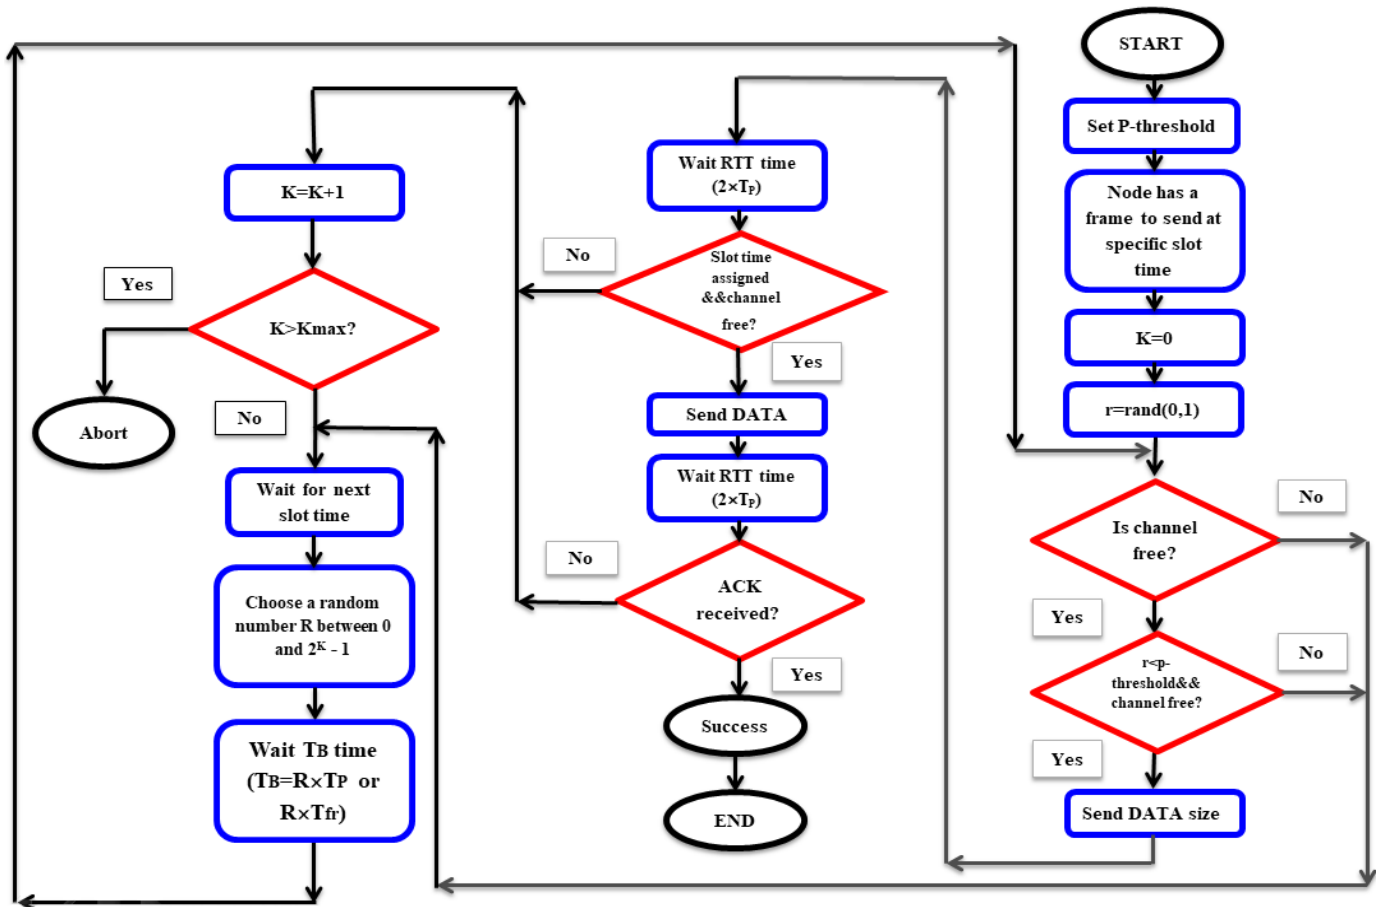 START
Set P-threshold
Node has a
frame to send at
specific slot
time
K=0
r=rand(0,1)
Is channel
free?
No
Yes
r<p-
threshold&&
channel free?
No
Yes
Send DATA size
Wait RTT time
(2×TP)
Slot time
assigned
&&channel
free?
No
Yes
Send DATA
Wait RTT time
(2×TP)
ACK
received?
No
Yes
Success
END
K=K+1
K>Kmax?
Yes
Abort
No
Wait for next
slot time
Choose a random
number R between 0
and 2^K - 1
Wait TB time
(TB=R×TP or
R×Tfr)